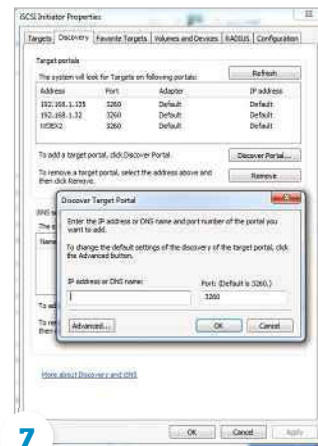 iSCSI Initiator Properties
Targets Discovery Favorite Targets Volumes and Devices RADIUS Configuration
Target portals
The system will look for Targets on following portals: Refresh
Address Port Adapter IP address
192.168.1.135 3260 Default Default
192.168.1.32 3260 Default Default
3260 Default Default
To add a target portal, click Discover Portal. Discover Portal...
To remove a target portal, select the address above and
then click Remove. Remove
Discover Target Portal
Enter the IP address or DNS name and port number of the portal you
want to add.
To change the default settings of the discovery of the target portal, click
the Advanced button.
IP address or DNS name: Port: (Default is 3260.)
3260
Advanced... OK Cancel
More about Discovery and iSNS
OK Cancel Apply
7